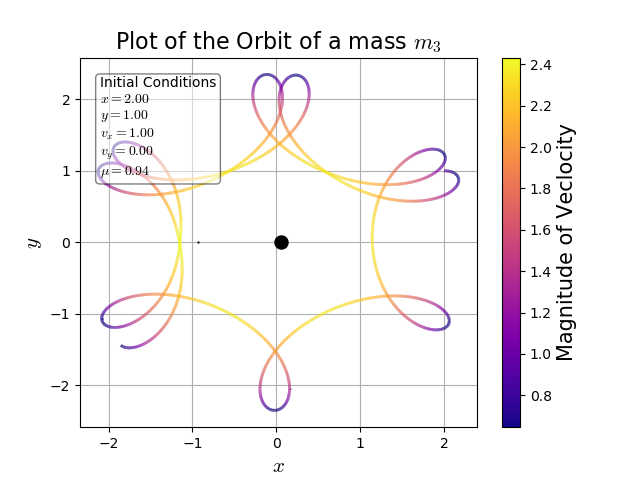 Plot of the Orbit of a mass m₃
Initial Conditions
x = 2.00
y = 1.00
vₓ = 1.00
v_y = 0.00
μ = 0.94
2
1
0
−1
−2
y
−2
−1
0
1
2
x
2.4
2.2
2.0
1.8
1.6
1.4
1.2
1.0
0.8
Magnitude of Veclocity